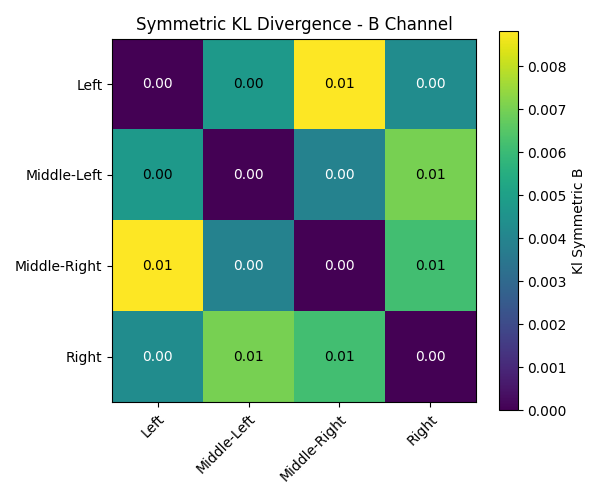 Symmetric KL Divergence - B Channel
Left 0.00 0.00 0.01 0.00
Middle-Left 0.00 0.00 0.00 0.01
Middle-Right 0.01 0.00 0.00 0.01
Right 0.00 0.01 0.01 0.00
Left Middle-Left Middle-Right Right
0.008
0.007
0.006
0.005
0.004
0.003
0.002
0.001
0.000
Kl Symmetric B